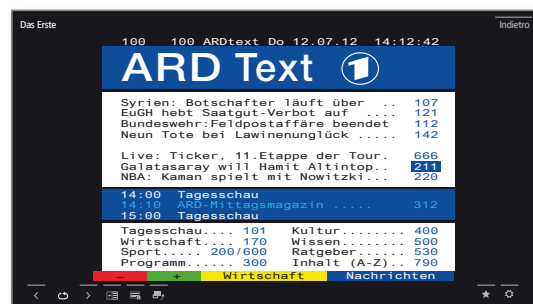 Das Erste
Indietro
100 100 ARDtext Do 12.07.12 14:12:42
ARD Text 1
Syrien: Botschafter läuft über .. 107
EuGH hebt Saatgut-Verbot auf .... 121
Bundeswehr:Feldpostaffäre beendet 112
Neun Tote bei Lawinenunglück ..... 142
Live: Ticker, 11.Etappe der Tour. 666
Galatasaray will Hamit Altintop.. 211
NBA: Kaman spielt mit Nowitzki... 220
14:00 Tagesschau
14:10 ARD-Mittagsmagazin ..... 312
15:00 Tagesschau
Tagesschau.... 101 Kultur........ 400
Wirtschaft.... 170 Wissen........ 500
Sport..... 200/600 Ratgeber...... 530
Programm...... 300 Inhalt (A-Z).. 790
– + Wirtschaft Nachrichten